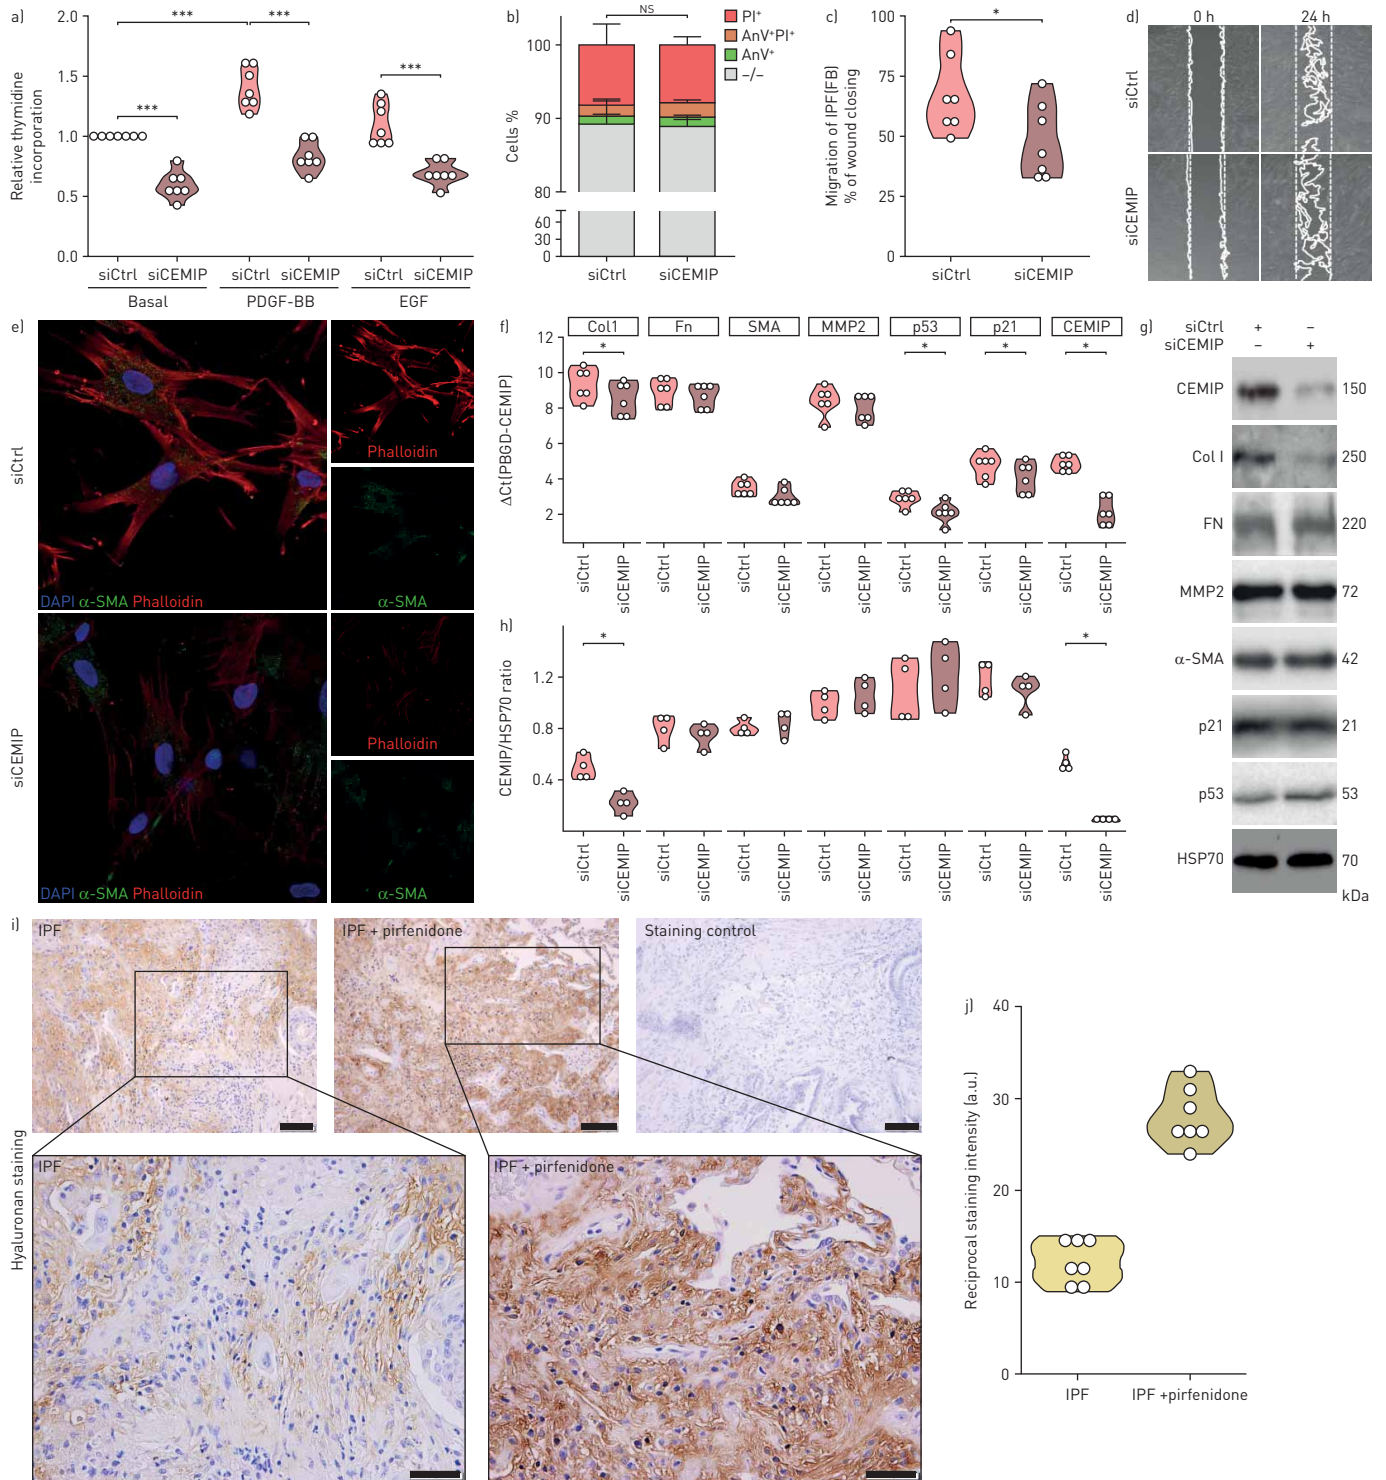 a)
Relative thymidine
incorporation
2.0
1.5
1.0
0.5
0.0
***
***
***
***
siCtrl siCEMIP siCtrl siCEMIP siCtrl siCEMIP
Basal PDGF-BB EGF
b)
Cells %
100
90
80
60
30
0
NS
PI⁺
AnV⁺PI⁺
AnV⁺
–/–
siCtrl siCEMIP
c)
Migration of IPF(FB)
% of wound closing
100
75
50
25
0
*
siCtrl siCEMIP
d)
0 h 24 h
siCtrl
siCEMIP
e)
siCtrl
DAPI α-SMA Phalloidin
Phalloidin
α-SMA
siCEMIP
DAPI α-SMA Phalloidin
Phalloidin
α-SMA
f)
Col1 Fn SMA MMP2 p53 p21 CEMIP
ΔCt(PBGD-CEMIP)
12
10
8
6
4
2
* * * *
siCtrl siCEMIP siCtrl siCEMIP siCtrl siCEMIP siCtrl siCEMIP siCtrl siCEMIP siCtrl siCEMIP siCtrl siCEMIP
g)
siCtrl + –
siCEMIP – +
CEMIP 150
Col I 250
FN 220
MMP2 72
α-SMA 42
p21 21
p53 53
HSP70 70
kDa
h)
CEMIP/HSP70 ratio
1.2
0.8
0.4
* *
siCtrl siCEMIP siCtrl siCEMIP siCtrl siCEMIP siCtrl siCEMIP siCtrl siCEMIP siCtrl siCEMIP siCtrl siCEMIP
i)
Hyaluronan staining
IPF
IPF + pirfenidone
Staining control
IPF
IPF + pirfenidone
j)
Reciprocal staining intensity (a.u.)
40
30
20
10
0
IPF IPF +pirfenidone